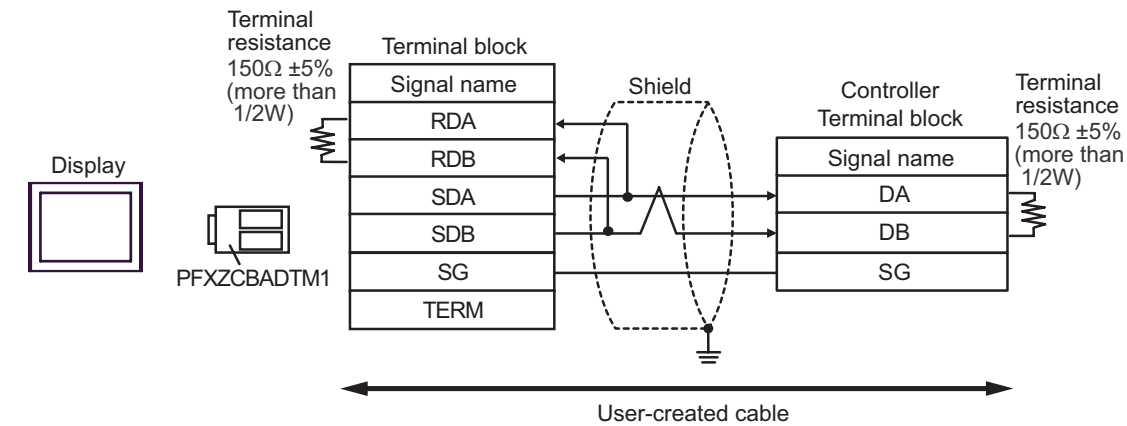 Terminal
resistance
150Ω ±5%
(more than
1/2W)
Display
PFXZCBADTM1
Terminal block
Signal name
RDA
RDB
SDA
SDB
SG
TERM
Shield
Controller
Terminal block
Signal name
DA
DB
SG
Terminal
resistance
150Ω ±5%
(more than
1/2W)
User-created cable